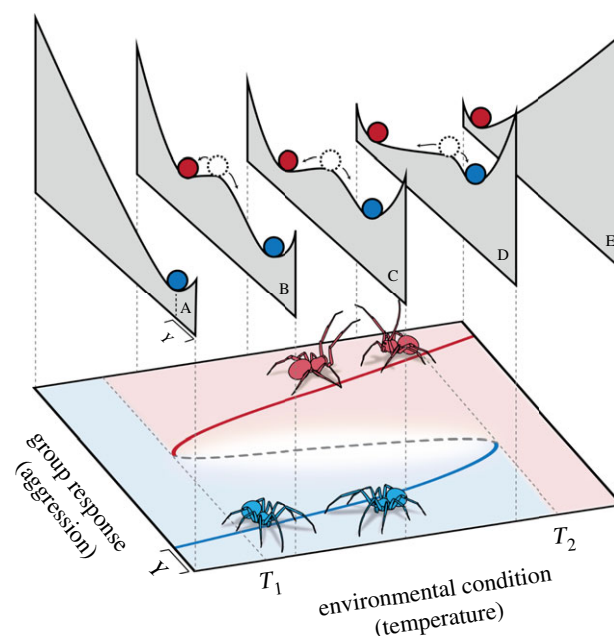 A
B
C
D
E
Y
group response
(aggression)
Y
T1
T2
environmental condition
(temperature)